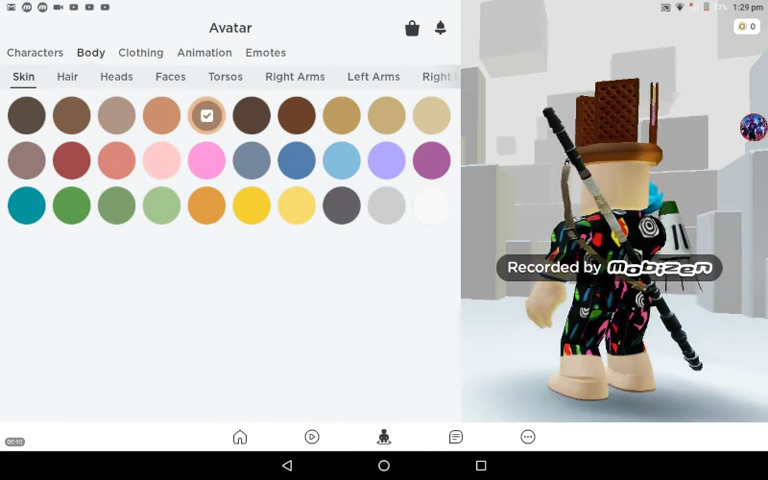 1:29 pm
Avatar
0
Characters Body Clothing Animation Emotes
Skin Hair Heads Faces Torsos Right Arms Left Arms Right
Recorded by Mobizen